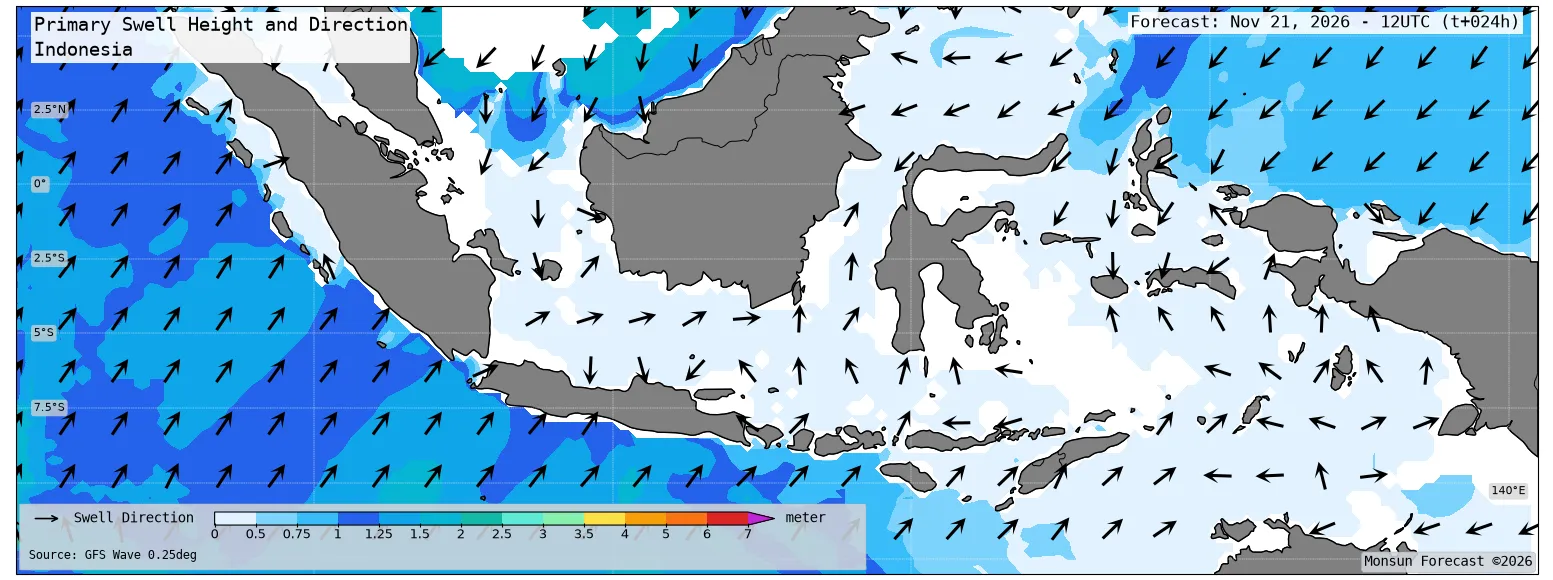 Primary Swell Height and Direction
Indonesia
Forecast: Nov 21, 2026 - 12UTC (t+024h)
2.5°N
0°
2.5°S
5°S
7.5°S
140°E
Swell Direction
meter
0 0.5 0.75 1 1.25 1.5 2 2.5 3 3.5 4 5 6 7
Source: GFS Wave 0.25deg
Monsun Forecast ©2026